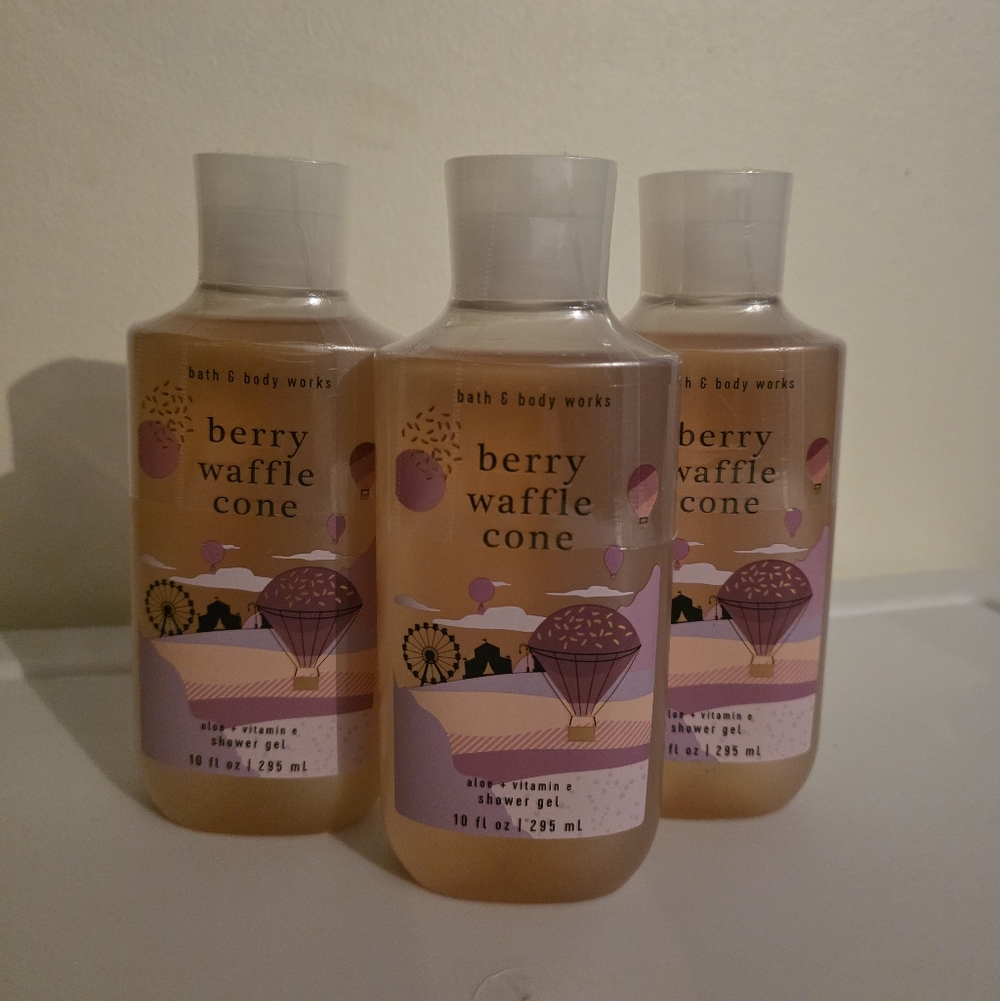 bath & body works
berry
waffle
cone
aloe + vitamin e
shower gel
10 fl oz | 295 mL
bath & body works
berry
waffle
cone
aloe + vitamin e
shower gel
10 fl oz | 295 mL
h & body works
berry
waffle
cone
aloe + vitamin e
shower gel
fl oz | 295 mL